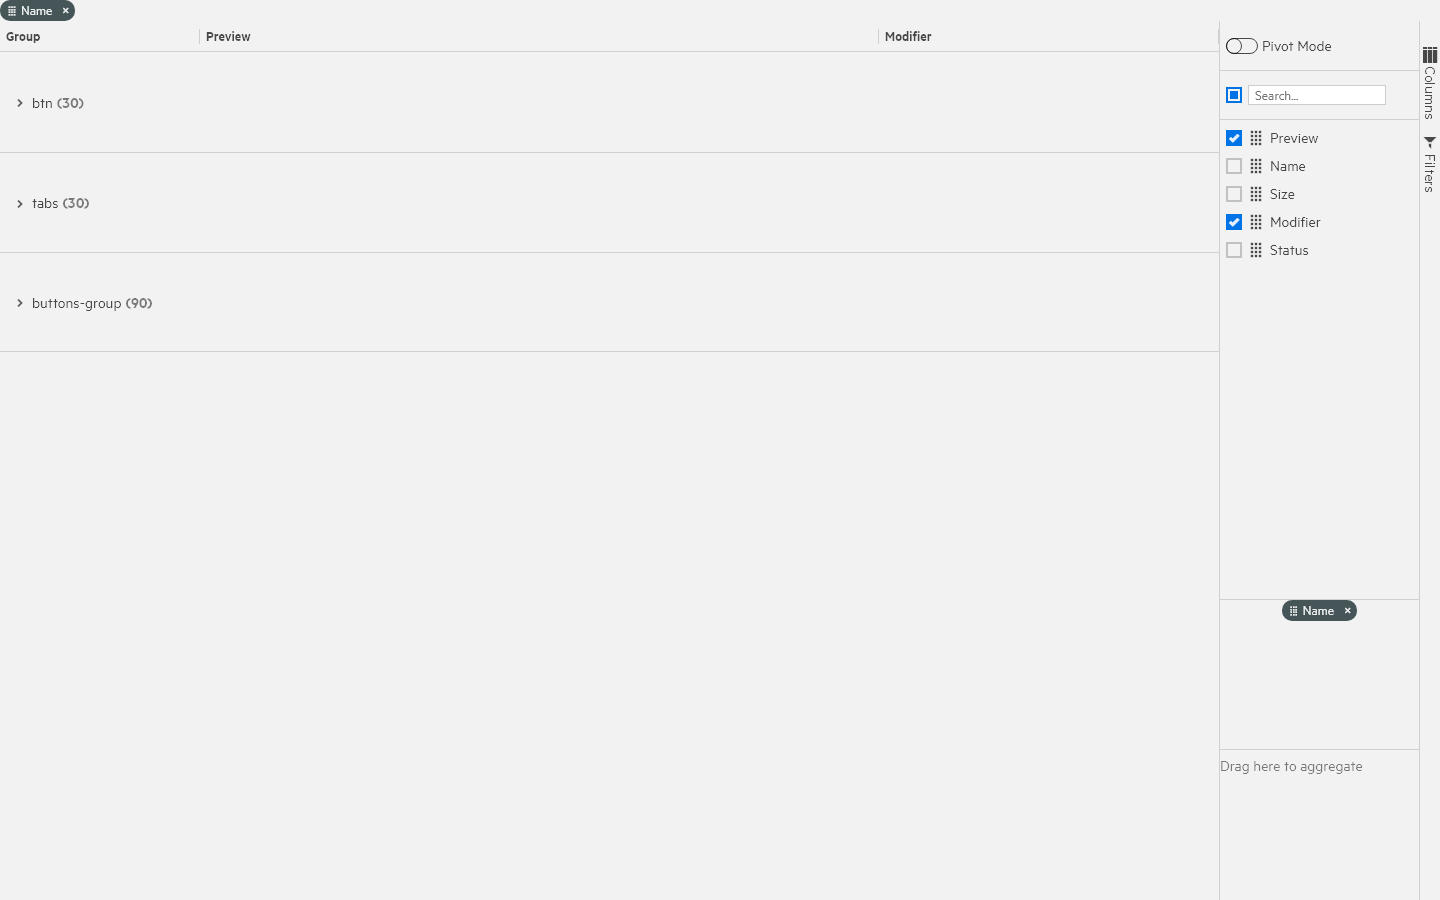 Name
Group
Preview
Modifier
btn (30)
tabs (30)
buttons-group (90)
Pivot Mode
Search...
Preview
Name
Size
Modifier
Status
Name
Drag here to aggregate
Columns
Filters